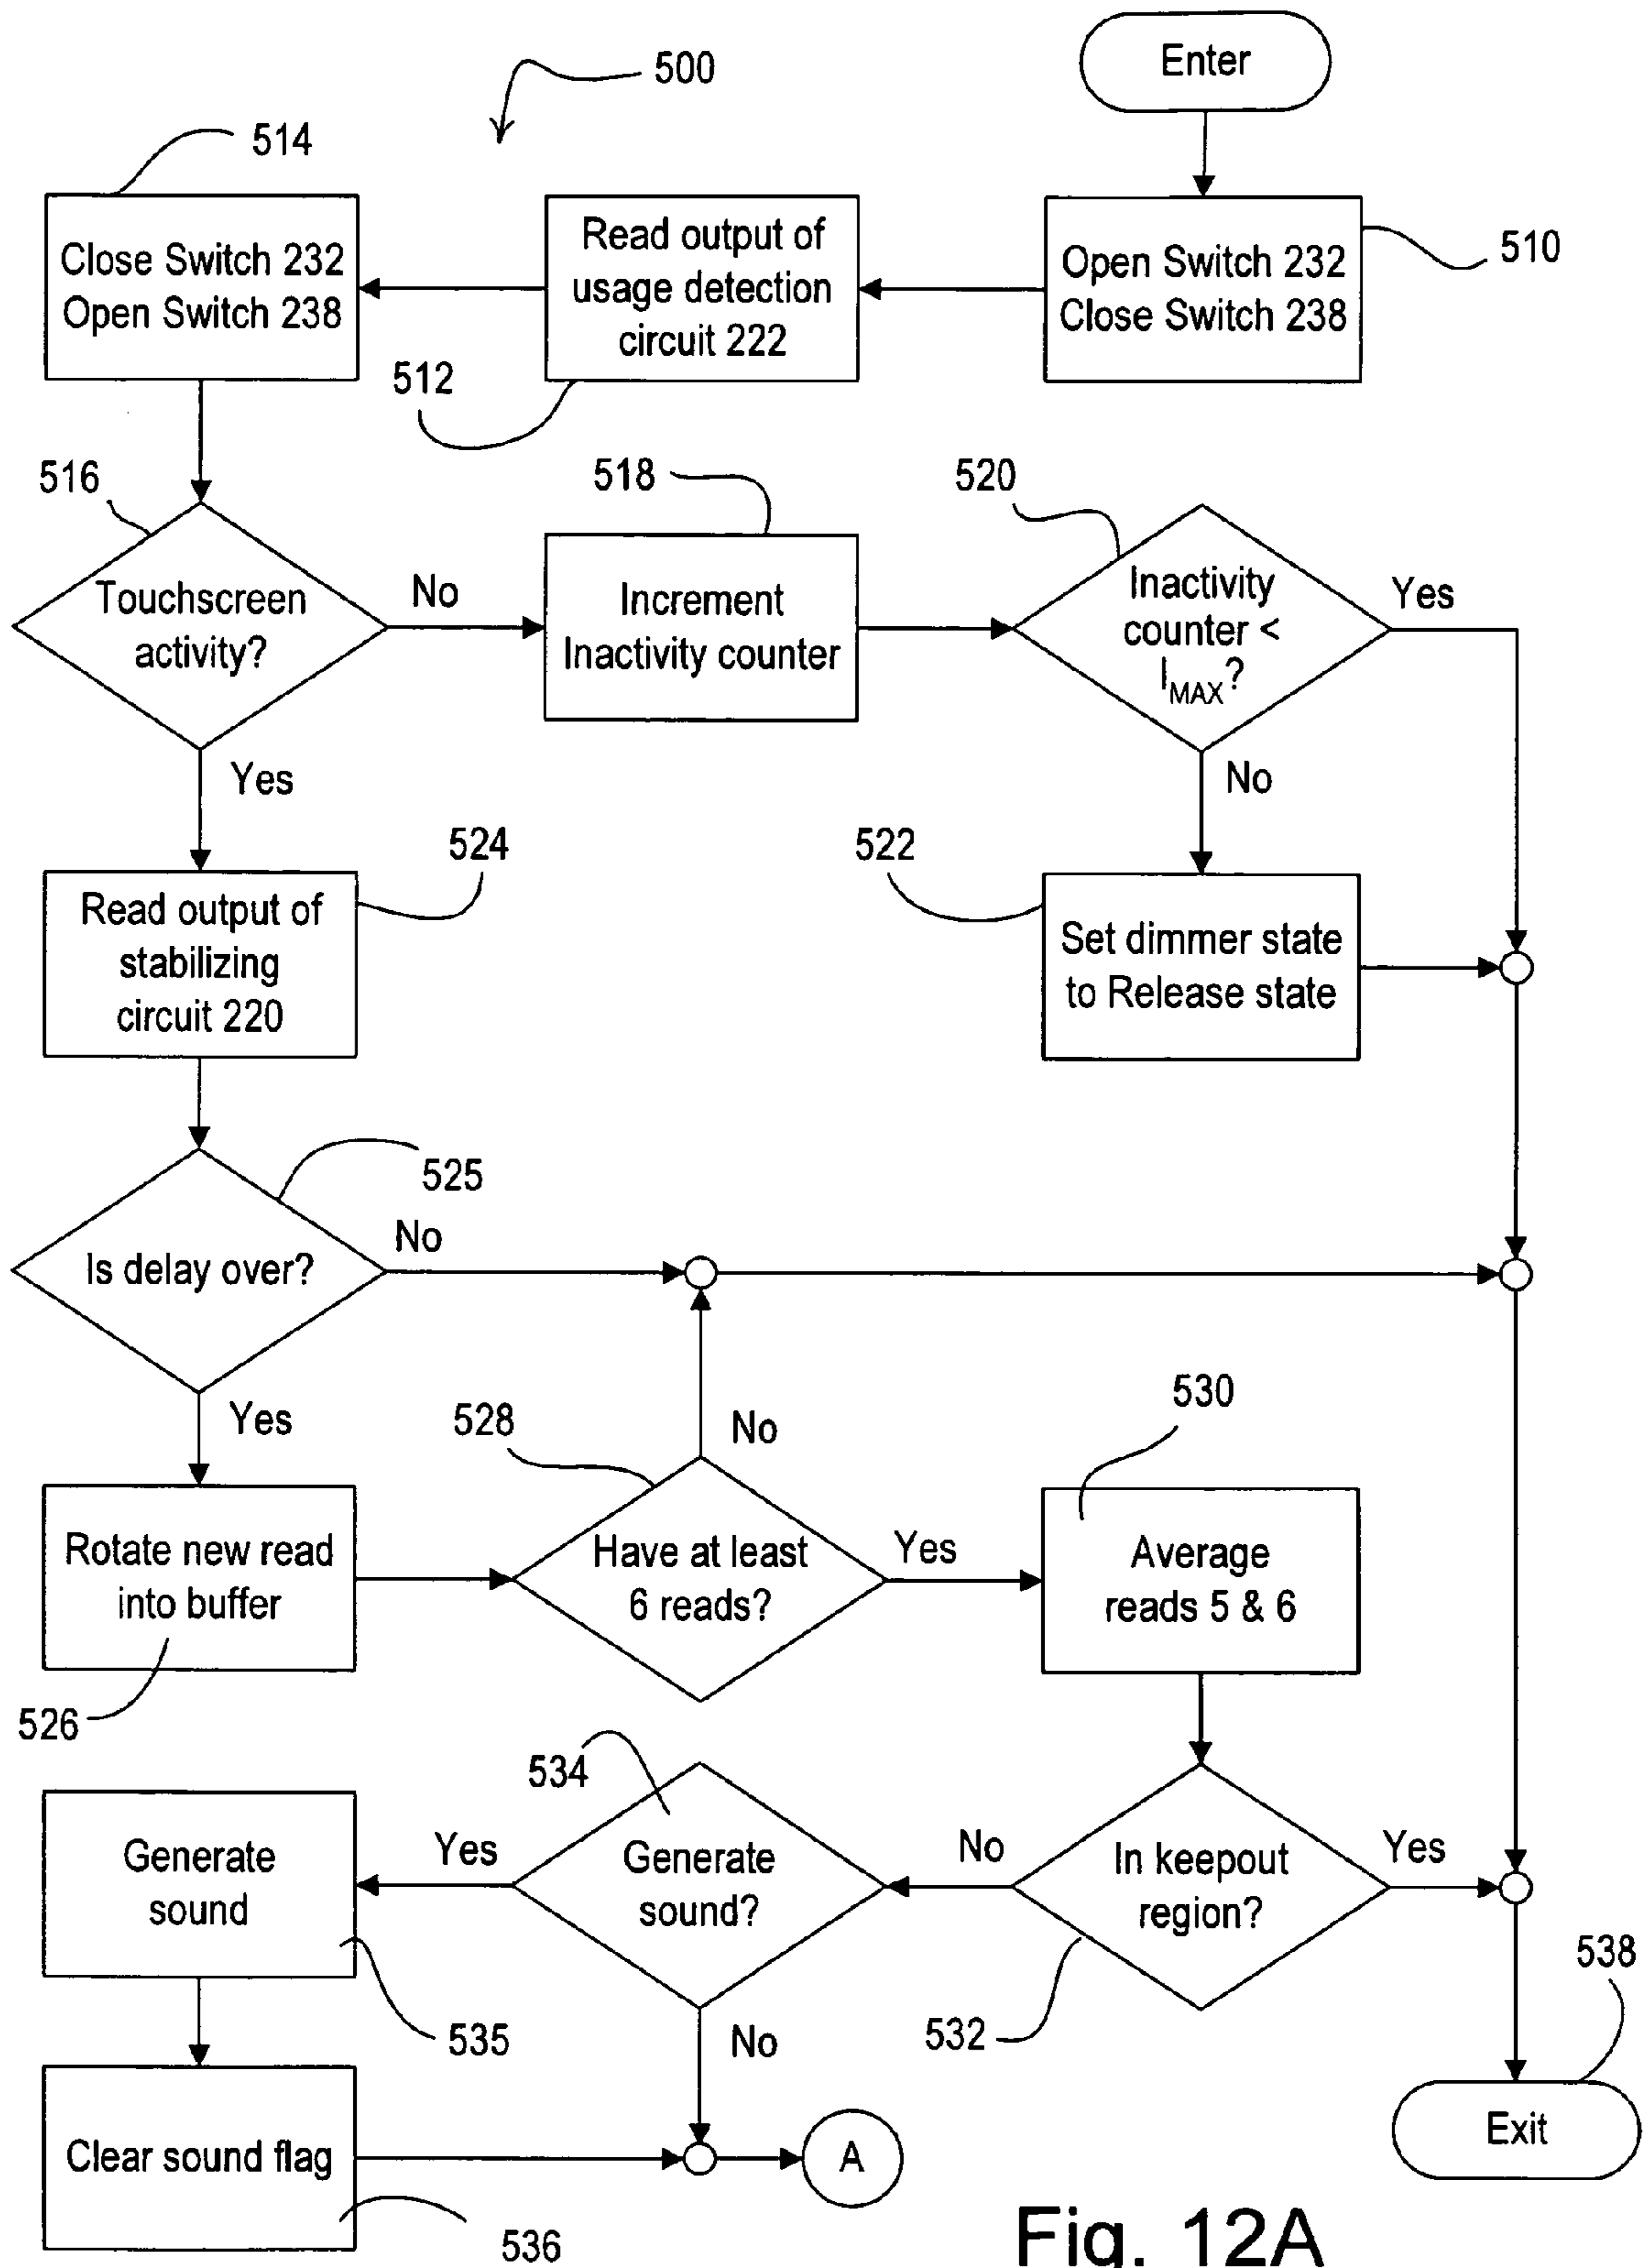 Enter
500
514
Close Switch 232
Open Switch 238
Read output of
usage detection
circuit 222
512
Open Switch 232
Close Switch 238
510
516
Touchscreen
activity?
No
518
Increment
Inactivity counter
520
Inactivity
counter <
IMAX?
Yes
No
Yes
524
Read output of
stabilizing
circuit 220
522
Set dimmer state
to Release state
525
Is delay over?
No
Yes
526
Rotate new read
into buffer
528
Have at least
6 reads?
No
Yes
530
Average
reads 5 & 6
534
Generate
sound?
Yes
No
In keepout
region?
No
Yes
532
Generate
sound
535
Clear sound flag
536
A
538
Exit
Fig. 12A